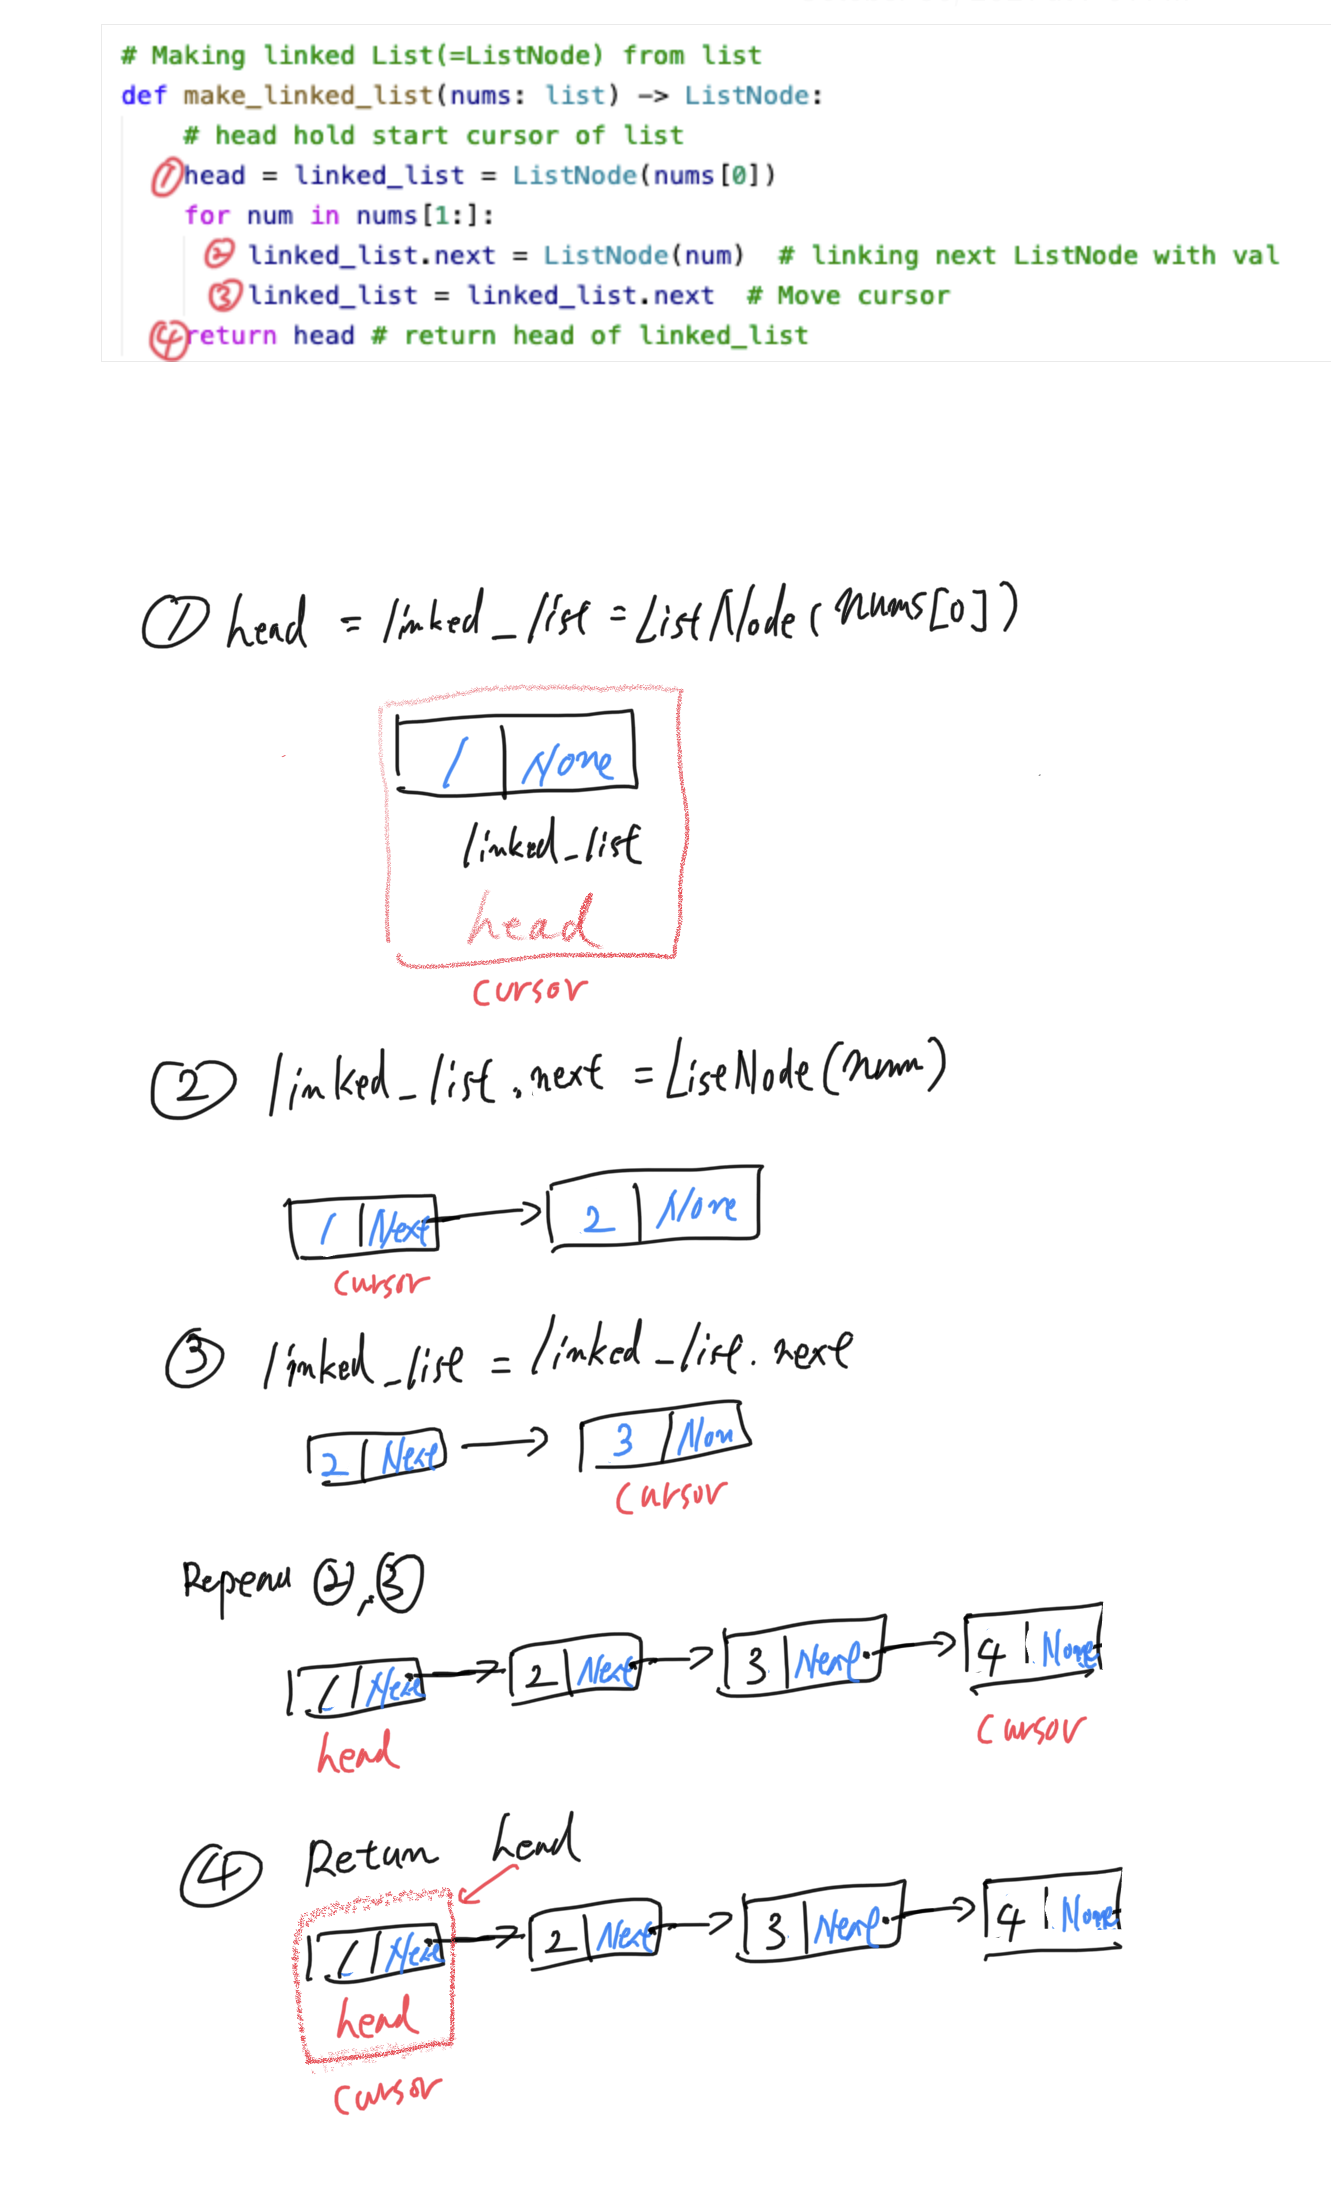 # Making linked List(=ListNode) from list
def make_linked_list(nums: list) -> ListNode:
# head hold start cursor of list
① head = linked_list = ListNode(nums[0])
for num in nums[1:]:
② linked_list.next = ListNode(num)  # linking next ListNode with val
③ linked_list = linked_list.next  # Move cursor
④ return head # return head of linked_list
① head = linked_list = ListNode(nums[0])
1 None
linked_list
head
cursor
② linked_list.next = ListNode(num)
1 Next 2 None
cursor
③ linked_list = linked_list.next
2 Next 3 Non
cursor
Repeat ②, ③
1 Next 2 Next 3 Next 4 None
head cursor
④ Return head
1 Next 2 Next 3 Next 4 None
head
cursor